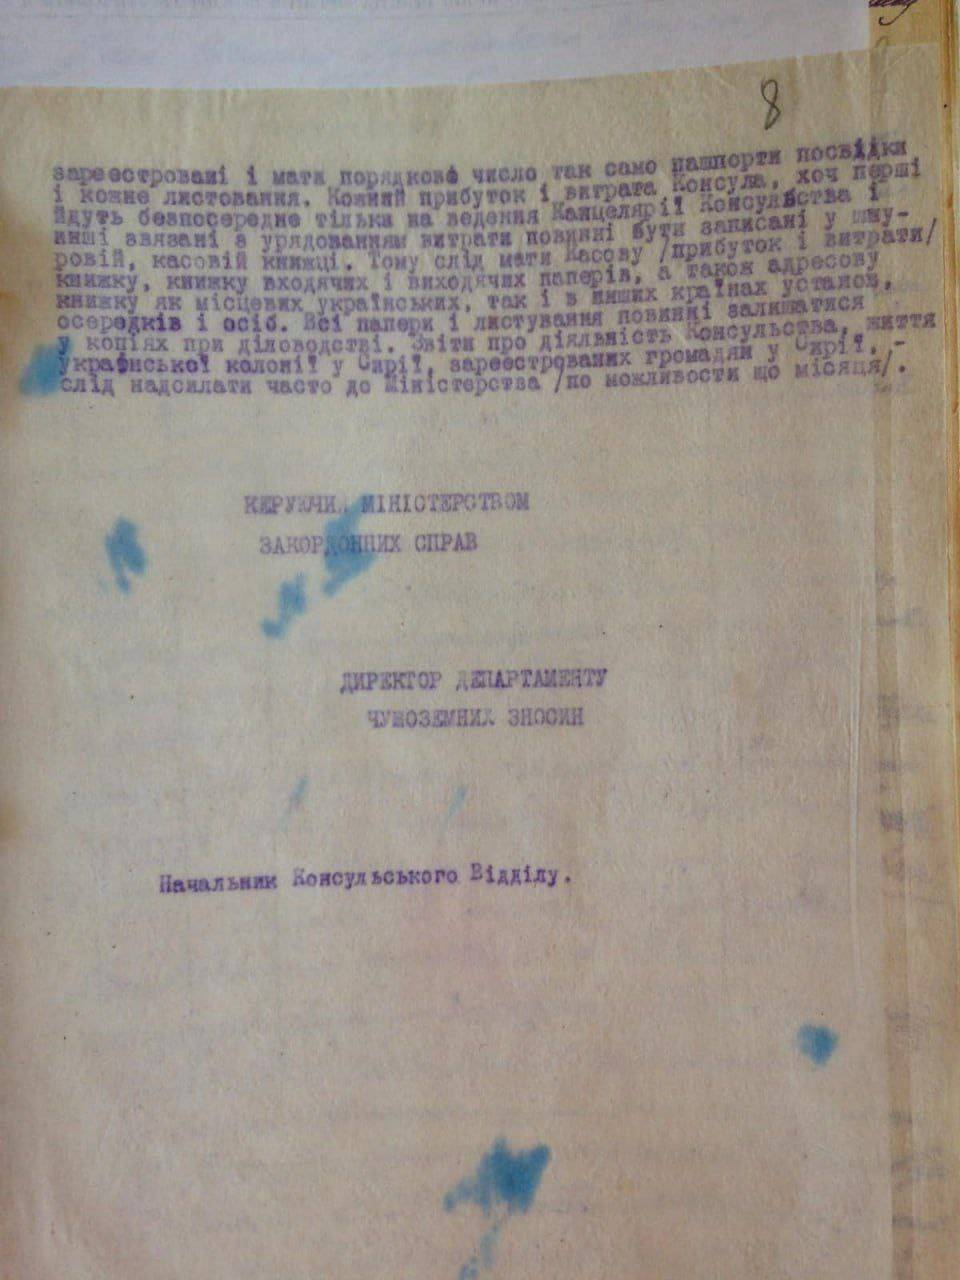 8
зареестровані і мати порядкове число так само пашпорти посвідки
і кожне листовання. Кожний прибуток і витрата Консула, хоч перші
йдуть безпосередне тільки на ведення Канцелярії Консульства і
инші звязані з урядованням витрати повинні бути записані у шну-
ровій, касовій книжці. Тому слід мати Касову /прибуток і витрати/
книжку, книжку входячих і виходячих паперів, а також адресову
книжку як місцевих українських, так і в инших країнах установ,
осередків і осіб. Всі папери і листування повинні залишатися
у копіях при діловодстві. Звіти про діяльність Консульства, життя
української колонії у Сирії, зареестрованих громадян у Сирії, -
слід надсилати часто до Міністерства /по можливости що місяця/.
КЕРУЮЧИЙ МІНІСТЕРСТВОМ
ЗАКОРДОННИХ СПРАВ
ДИРЕКТОР ДЕПАРТАМЕНТУ
ЧУЖОЗЕМНИХ ЗНОСИН
Начальник Консульського Відділу.